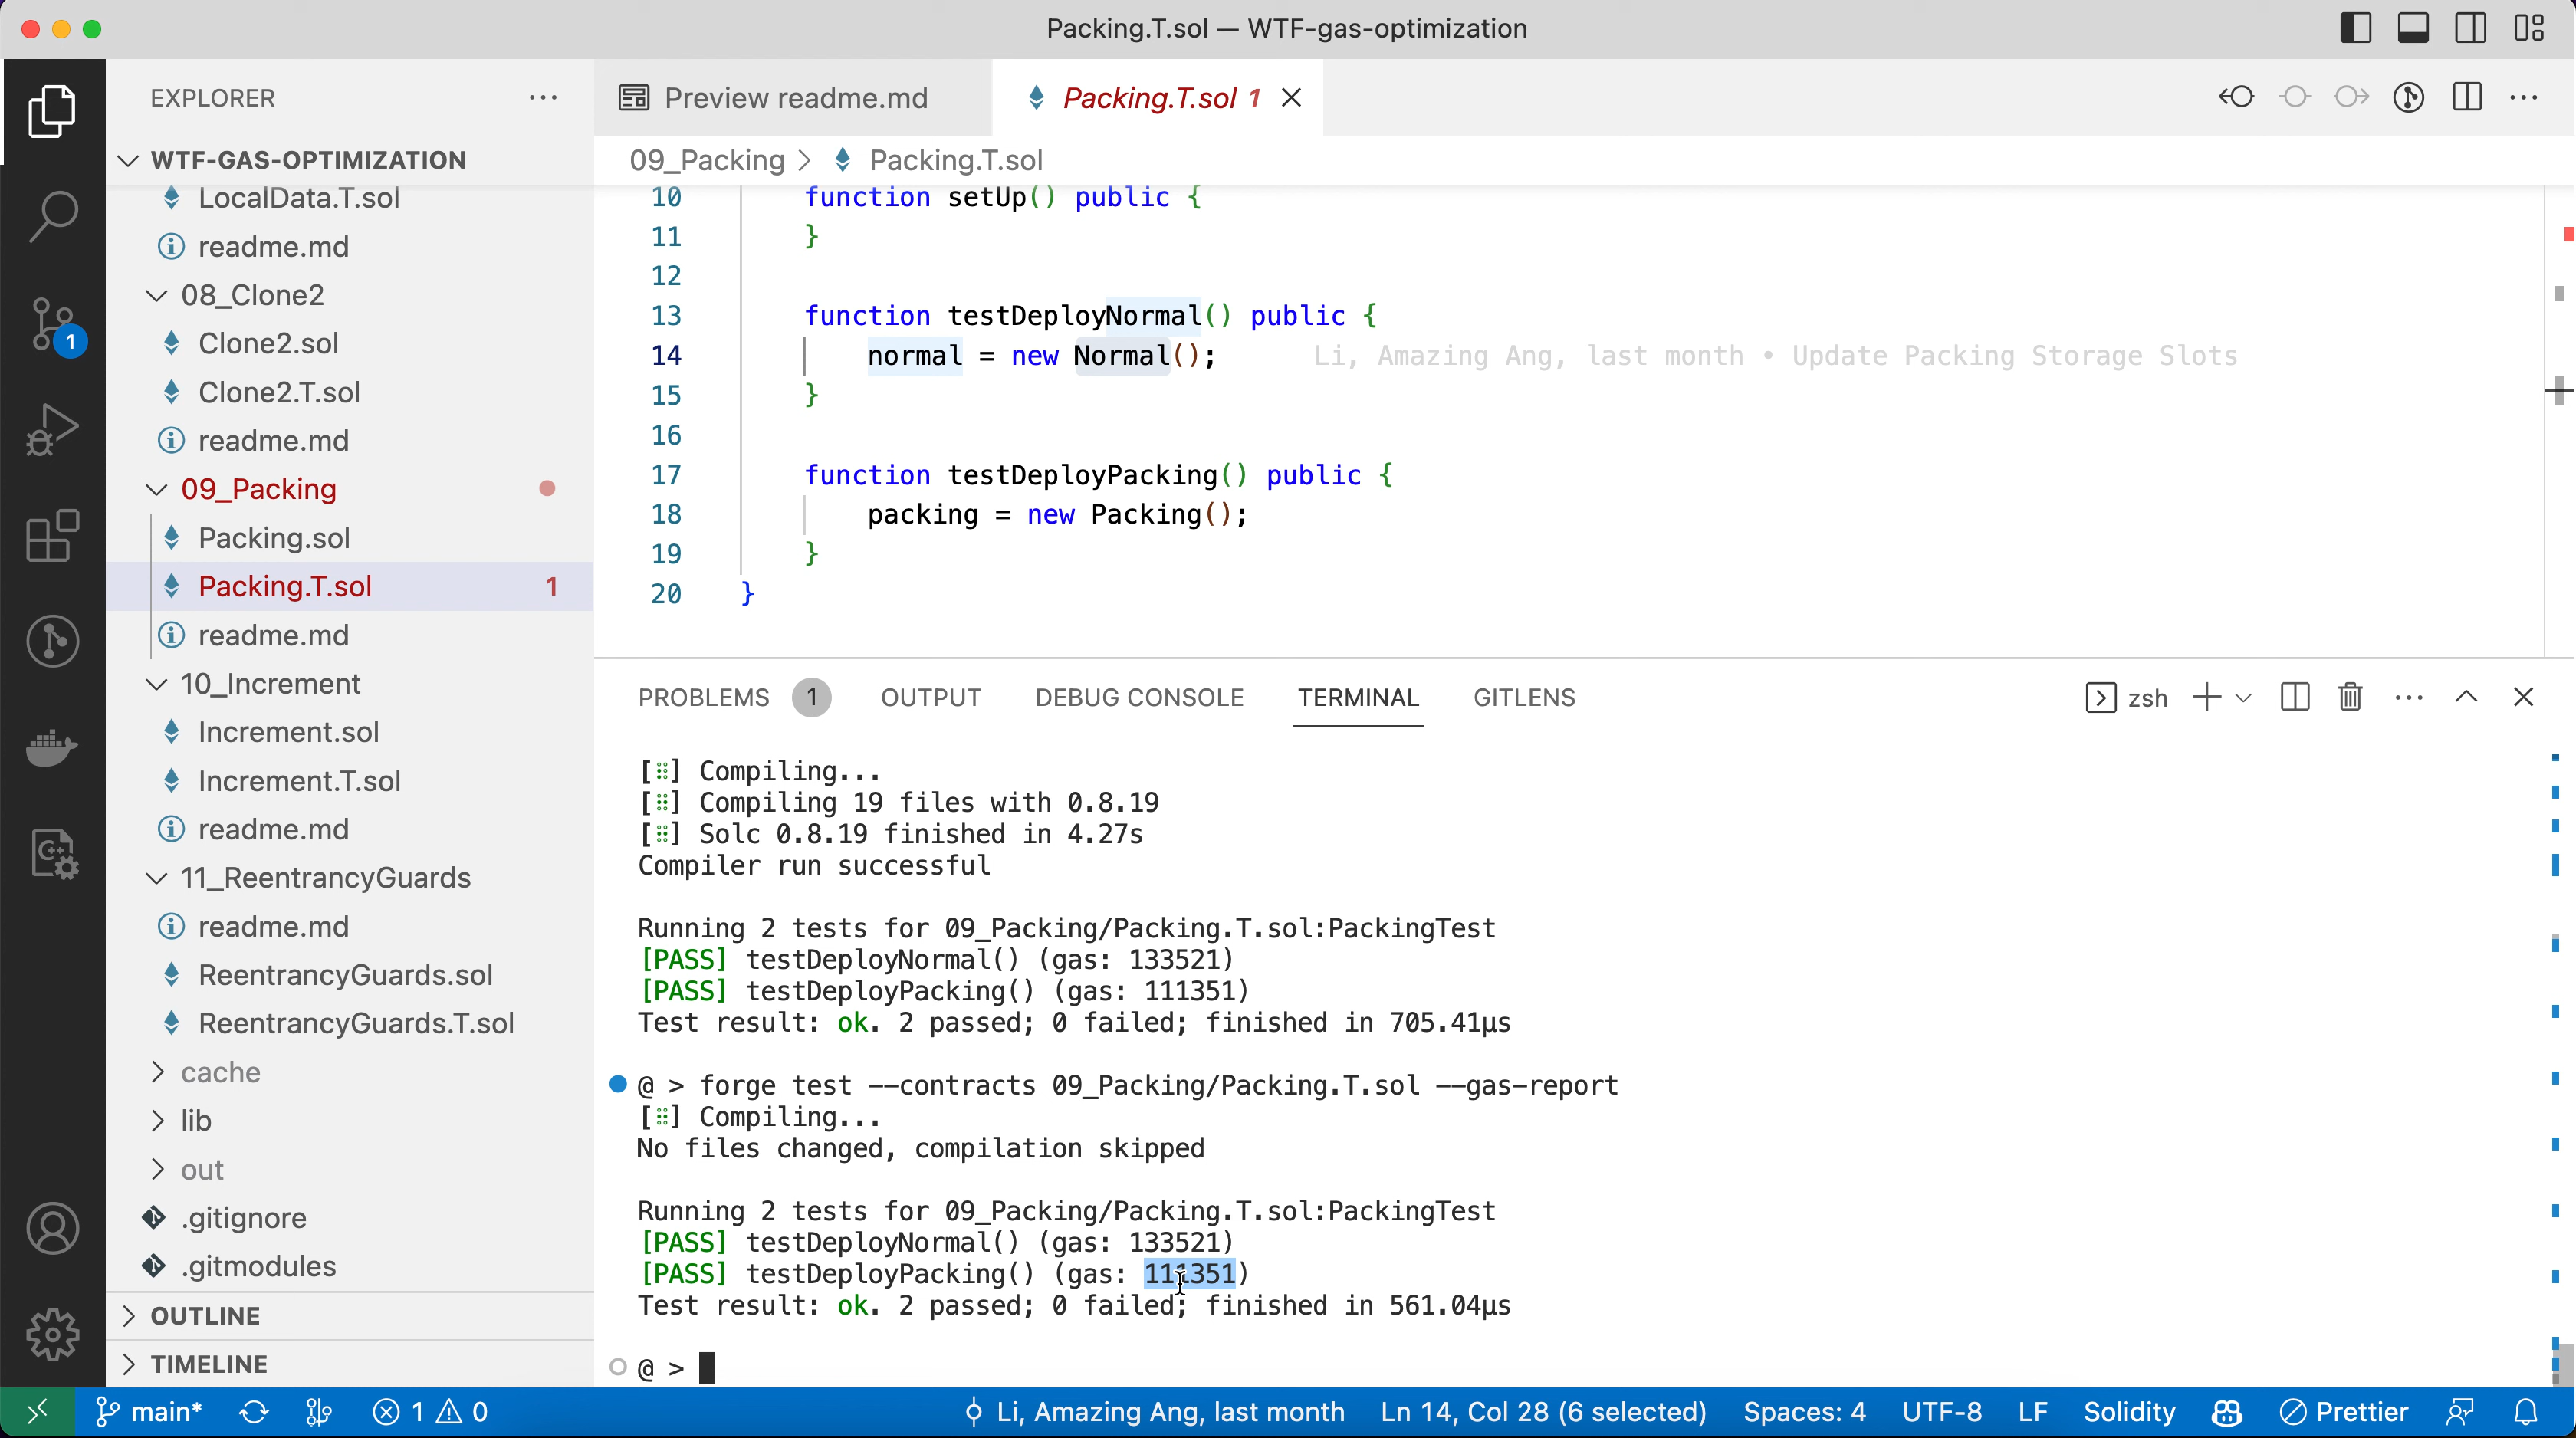 Packing.T.sol — WTF-gas-optimization
EXPLORER
Preview readme.md
Packing.T.sol 1
WTF-GAS-OPTIMIZATION
09_Packing > Packing.T.sol
LocalData.T.sol
readme.md
08_Clone2
Clone2.sol
Clone2.T.sol
readme.md
09_Packing
Packing.sol
Packing.T.sol 1
readme.md
10_Increment
Increment.sol
Increment.T.sol
readme.md
11_ReentrancyGuards
readme.md
ReentrancyGuards.sol
ReentrancyGuards.T.sol
cache
lib
out
.gitignore
.gitmodules
OUTLINE
TIMELINE
1
10 function setUp() public {
11 }
12
13 function testDeployNormal() public {
14 normal = new Normal(); Li, Amazing Ang, last month • Update Packing Storage Slots
15 }
16
17 function testDeployPacking() public {
18 packing = new Packing();
19 }
20 }
PROBLEMS 1 OUTPUT DEBUG CONSOLE TERMINAL GITLENS
zsh
[⠿] Compiling...
[⠿] Compiling 19 files with 0.8.19
[⠿] Solc 0.8.19 finished in 4.27s
Compiler run successful
Running 2 tests for 09_Packing/Packing.T.sol:PackingTest
[PASS] testDeployNormal() (gas: 133521)
[PASS] testDeployPacking() (gas: 111351)
Test result: ok. 2 passed; 0 failed; finished in 705.41µs
@ > forge test --contracts 09_Packing/Packing.T.sol --gas-report
[⠿] Compiling...
No files changed, compilation skipped
Running 2 tests for 09_Packing/Packing.T.sol:PackingTest
[PASS] testDeployNormal() (gas: 133521)
[PASS] testDeployPacking() (gas: 111351)
Test result: ok. 2 passed; 0 failed; finished in 561.04µs
@ >
main* 1 0 Li, Amazing Ang, last month Ln 14, Col 28 (6 selected) Spaces: 4 UTF-8 LF Solidity Prettier